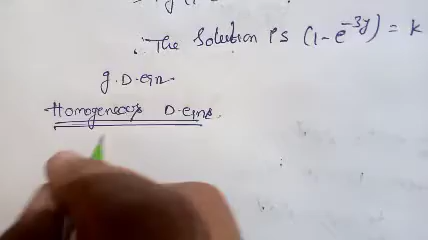 ∴ The Solution is (1-e^{-3y}) = k
g. D. eqn.
Homogeneous D-eqns.